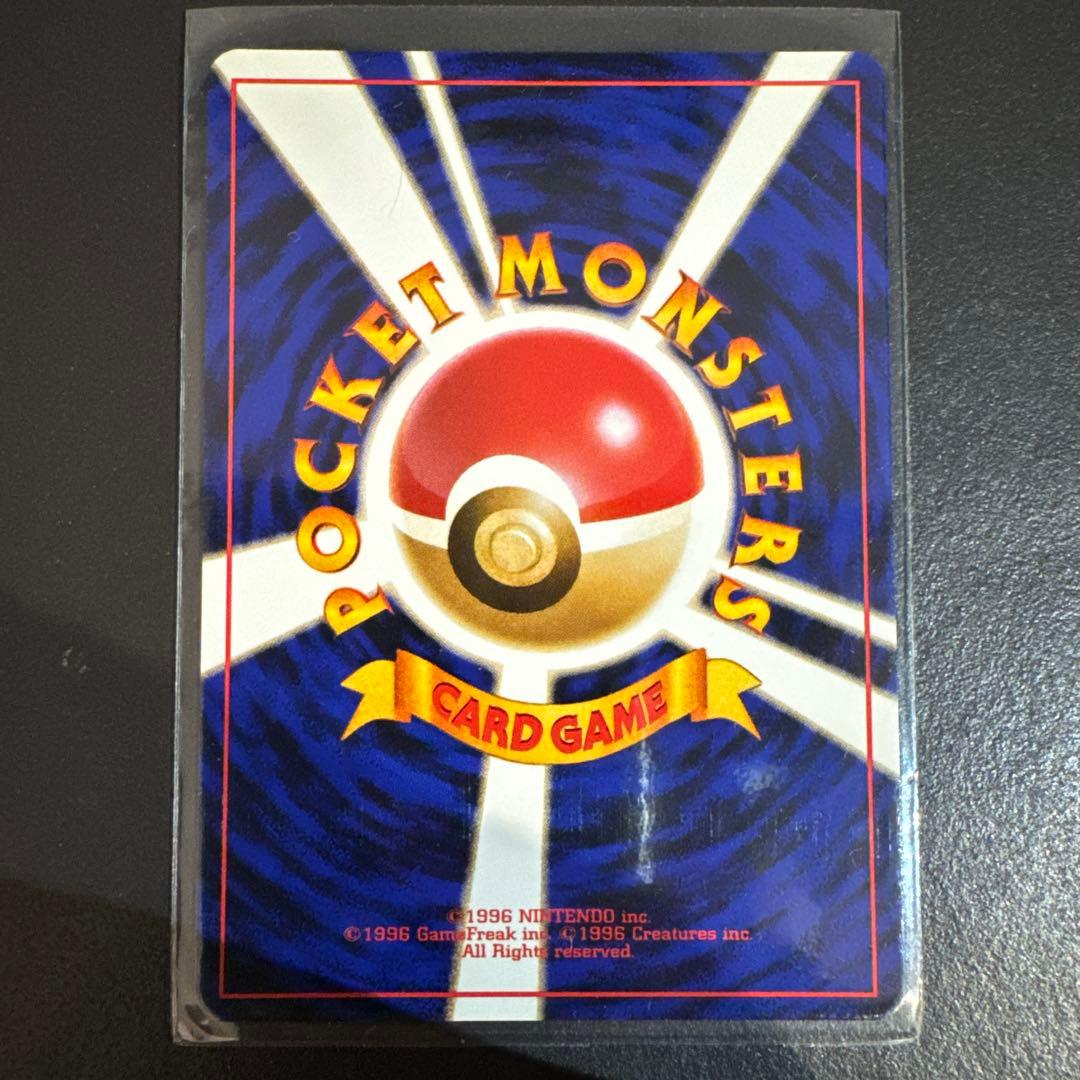 POCKET MONSTERS
CARD GAME
©1996 NINTENDO inc.
©1996 GameFreak inc. ©1996 Creatures inc.
All Rights reserved.